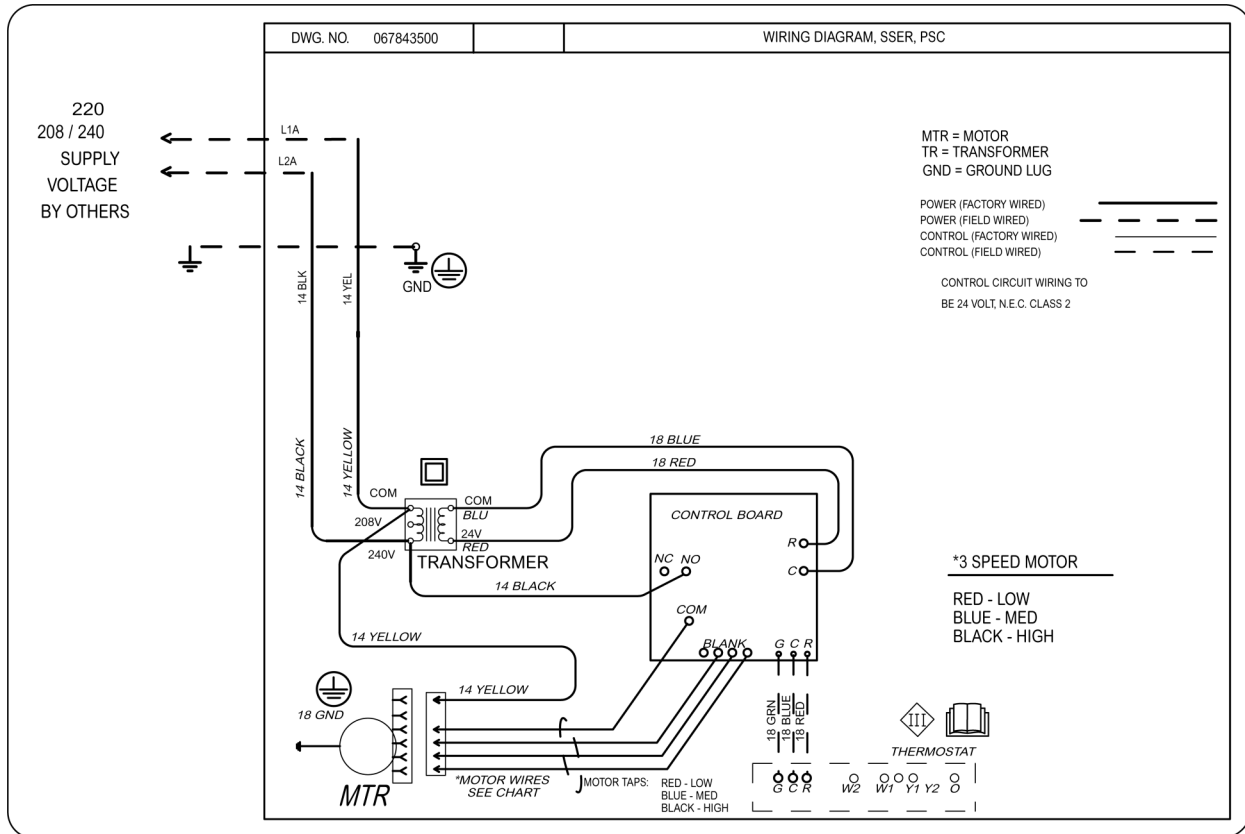 DWG. NO. 067843500
WIRING DIAGRAM, SSER, PSC
220
208 / 240
SUPPLY
VOLTAGE
BY OTHERS
L1A
L2A
MTR = MOTOR
TR = TRANSFORMER
GND = GROUND LUG
POWER (FACTORY WIRED)
POWER (FIELD WIRED)
CONTROL (FACTORY WIRED)
CONTROL (FIELD WIRED)
CONTROL CIRCUIT WIRING TO
BE 24 VOLT, N.E.C. CLASS 2
GND
14 BLK
14 YEL
14 BLACK
14 YELLOW
18 BLUE
18 RED
COM
208V
240V
COM
BLU
24V
RED
TRANSFORMER
14 BLACK
CONTROL BOARD
R
C
NC NO
COM
BLANK
G C R
*3 SPEED MOTOR
RED - LOW
BLUE - MED
BLACK - HIGH
14 YELLOW
14 YELLOW
18 GND
MTR
*MOTOR WIRES
SEE CHART
MOTOR TAPS: RED - LOW
BLUE - MED
BLACK - HIGH
18 GRN
18 BLUE
18 RED
III
THERMOSTAT
G C R W2 W1 Y1 Y2 O